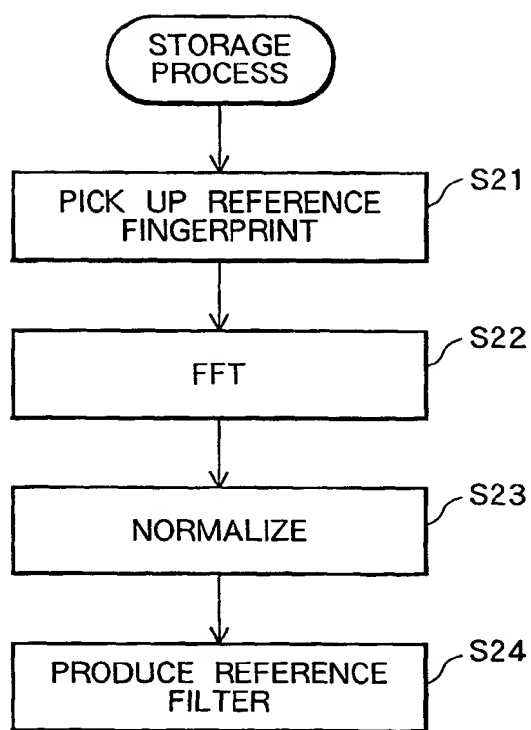 STORAGE
PROCESS
S21
PICK UP REFERENCE
FINGERPRINT
S22
FFT
S23
NORMALIZE
S24
PRODUCE REFERENCE
FILTER